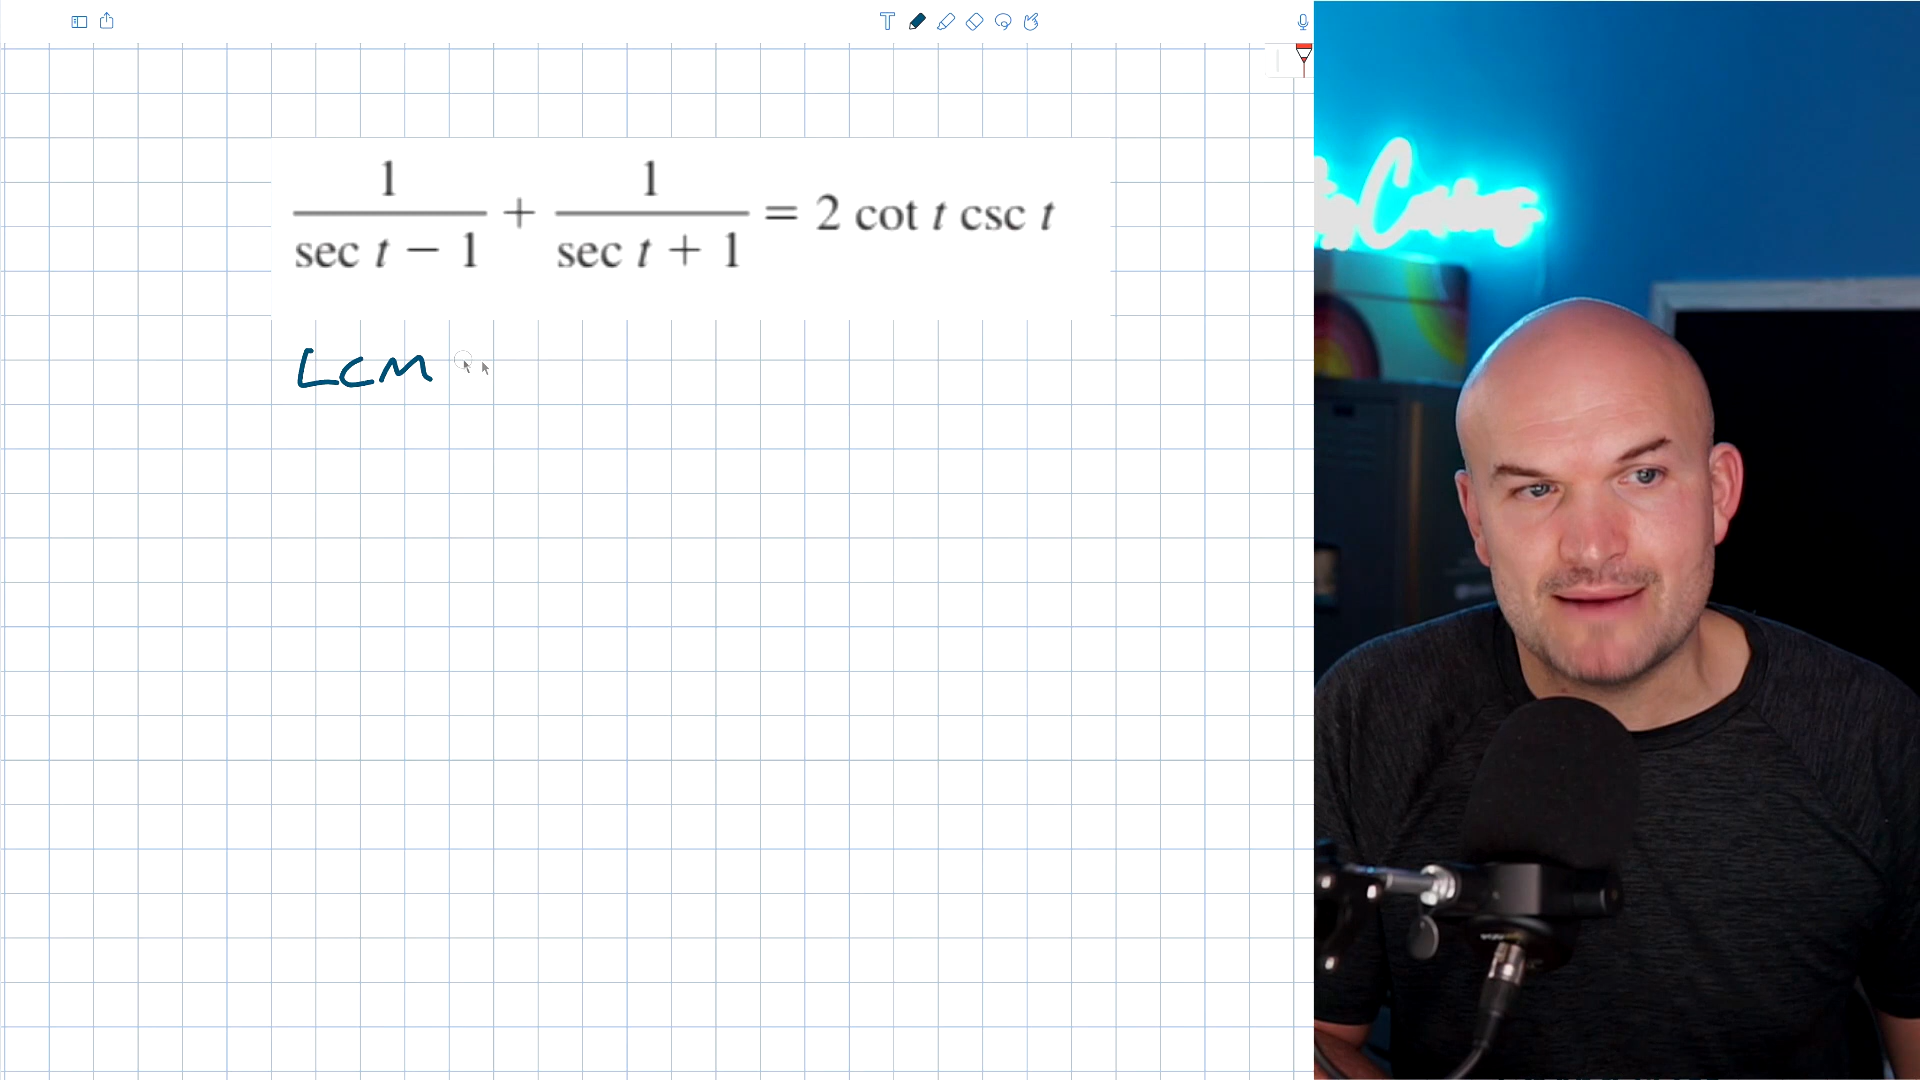 1/(sec t − 1) + 1/(sec t + 1) = 2 cot t csc t
LCM